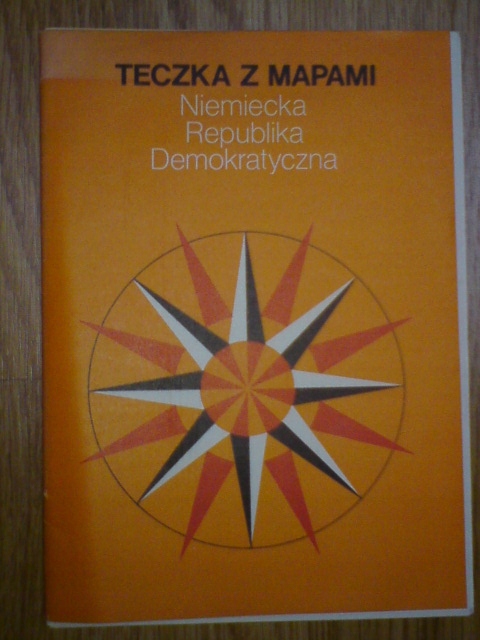 TECZKA Z MAPAMI
Niemiecka
Republika
Demokratyczna